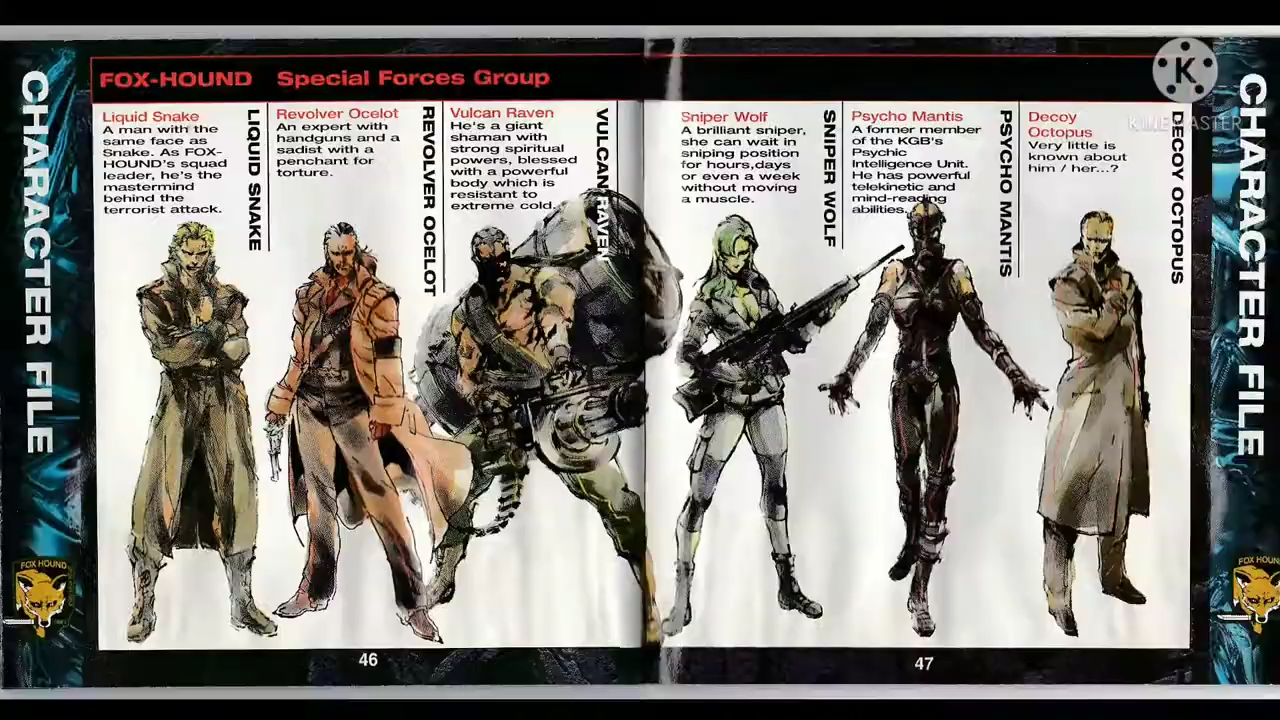 CHARACTER FILE
FOX HOUND
FOX-HOUND Special Forces Group
Liquid Snake
A man with the
same face as
Snake. As FOX-
HOUND's squad
leader, he's the
mastermind
behind the
terrorist attack.
LIQUID SNAKE
Revolver Ocelot
An expert with
handguns and a
sadist with a
penchant for
torture.
REVOLVER OCELOT
Vulcan Raven
He's a giant
shaman with
strong spiritual
powers, blessed
with a powerful
body which is
resistant to
extreme cold.
VULCAN RAVEN
46
Sniper Wolf
A brilliant sniper,
she can wait in
sniping position
for hours,days
or even a week
without moving
a muscle.
SNIPER WOLF
Psycho Mantis
A former member
of the KGB's
Psychic
Intelligence Unit.
He has powerful
telekinetic and
mind-reading
abilities.
PSYCHO MANTIS
Decoy
Octopus
Very little is
known about
him / her...?
DECOY OCTOPUS
47
K
KINEMASTER
CHARACTER FILE
FOX HOUND